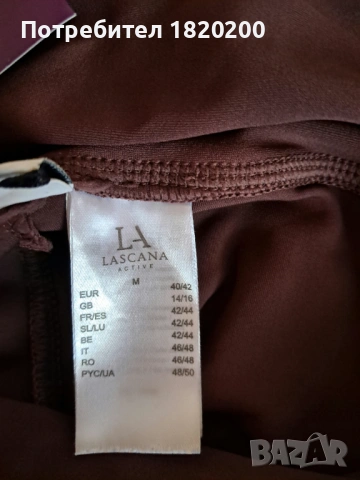 Потребител 1820200
LA
LASCANA
ACTIVE
M
EUR 40/42
GB 14/16
FR/ES 42/44
SL/LU 42/44
BE 42/44
IT 46/48
RO 46/48
РУС/UA 48/50
BAZAR